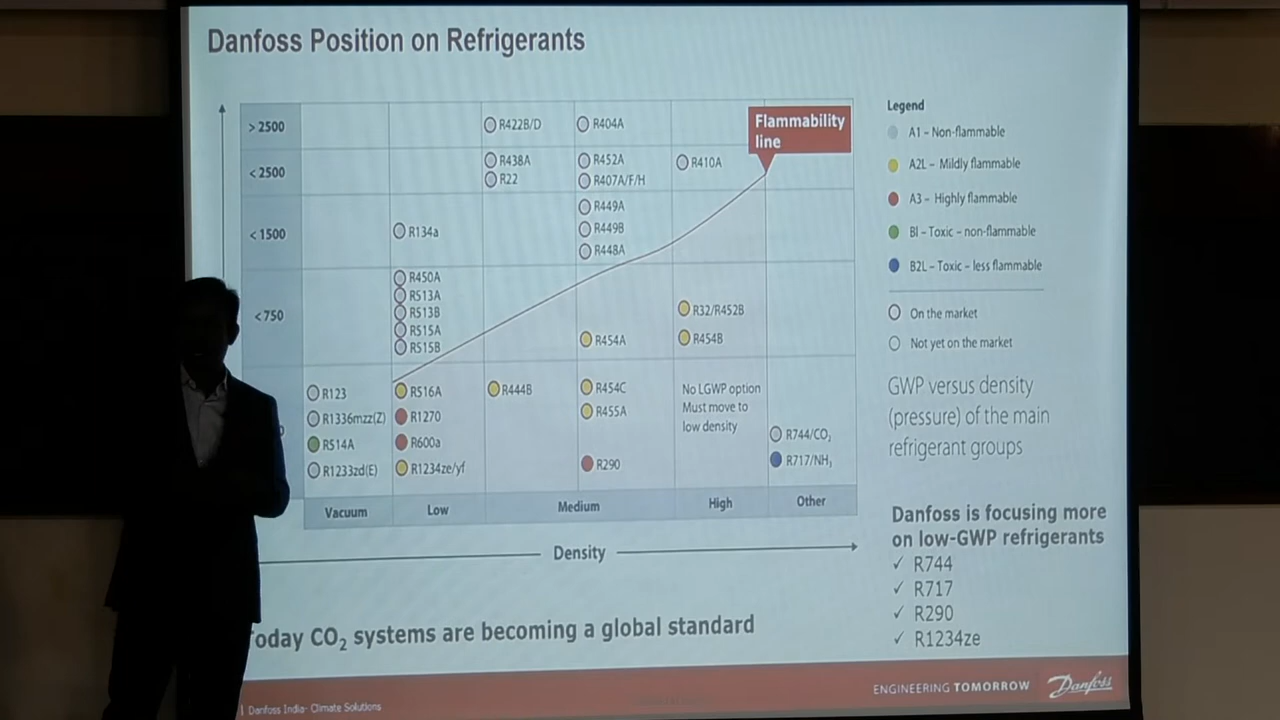 Danfoss Position on Refrigerants
> 2500
R422B/D
R404A
Flammability
line
< 2500
R438A
R22
R452A
R407A/F/H
R410A
< 1500
R134a
R449A
R449B
R448A
< 750
R450A
R513A
R513B
R515A
R515B
R454A
R32/R452B
R454B
R123
R1336mzz(Z)
R514A
R1233zd(E)
R516A
R1270
R600a
R1234ze/yf
R444B
R454C
R455A
R290
No LGWP option
Must move to
low density
R744/CO₂
R717/NH₃
Vacuum
Low
Medium
High
Other
Density
Legend
A1 – Non-flammable
A2L – Mildly flammable
A3 – Highly flammable
BI – Toxic – non-flammable
B2L – Toxic – less flammable
On the market
Not yet on the market
GWP versus density
(pressure) of the main
refrigerant groups
Danfoss is focusing more
on low-GWP refrigerants
✓ R744
✓ R717
✓ R290
✓ R1234ze
oday CO₂ systems are becoming a global standard
| Danfoss India- Climate Solutions
ENGINEERING TOMORROW
Danfoss